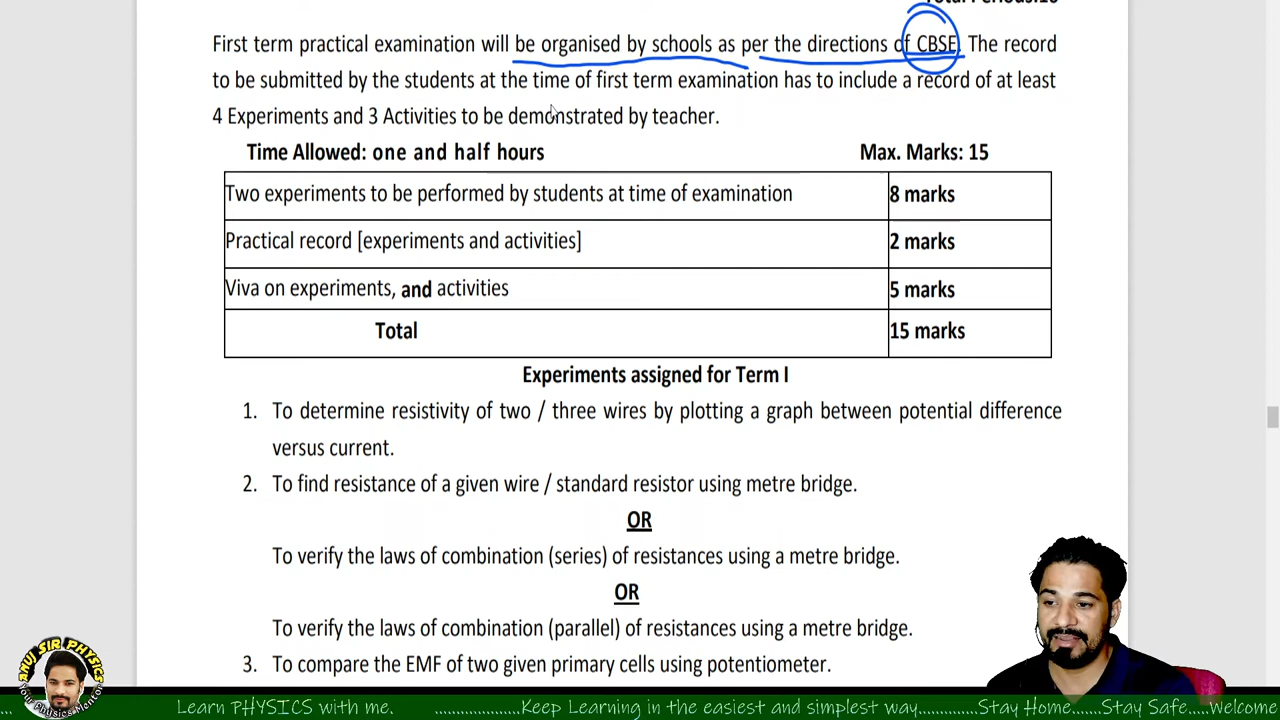 First term practical examination will be organised by schools as per the directions of CBSE. The record
to be submitted by the students at the time of first term examination has to include a record of at least
4 Experiments and 3 Activities to be demonstrated by teacher.
Time Allowed: one and half hours Max. Marks: 15
Two experiments to be performed by students at time of examination 8 marks
Practical record [experiments and activities] 2 marks
Viva on experiments, and activities 5 marks
Total 15 marks
Experiments assigned for Term I
1. To determine resistivity of two / three wires by plotting a graph between potential difference
versus current.
2. To find resistance of a given wire / standard resistor using metre bridge.
OR
To verify the laws of combination (series) of resistances using a metre bridge.
OR
To verify the laws of combination (parallel) of resistances using a metre bridge.
3. To compare the EMF of two given primary cells using potentiometer.
ANUJ SIR PHYSICS
Your Physics Mentor
... ..................Learn PHYSICS with me. ......................Keep Learning in the easiest and simplest way............Stay Home......Stay Safe.....Welcome